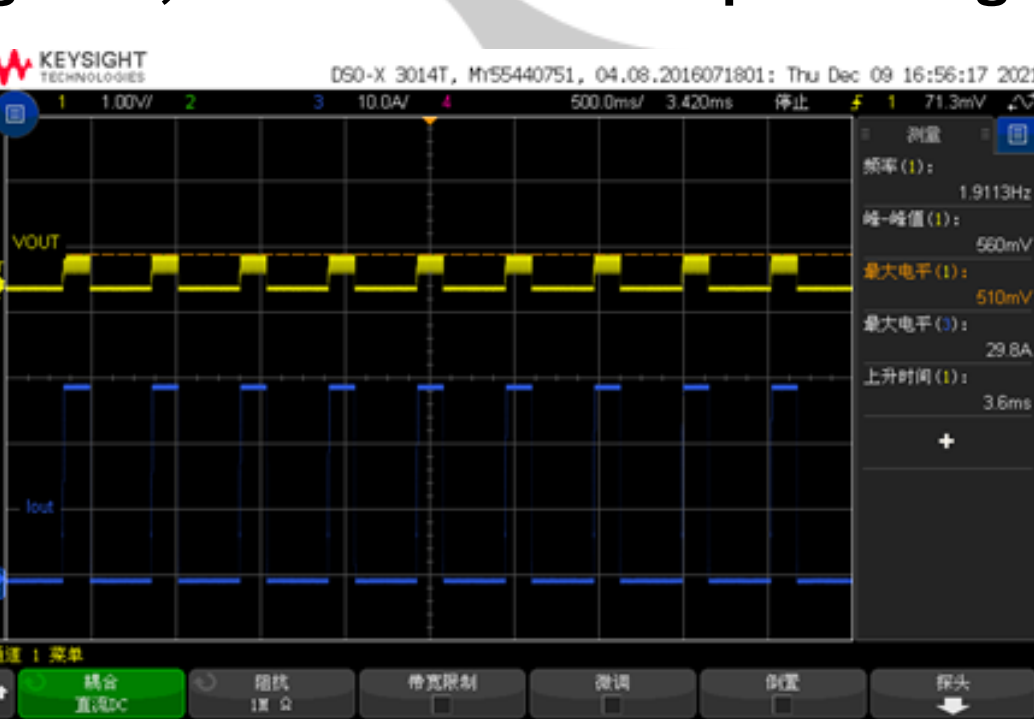 KEYSIGHT
TECHNOLOGIES
DSO-X 3014T, MY55440751, 04.08.2016071801: Thu Dec 09 16:56:17 2021
1 1.00V/ 2 3 10.0A/ 4 500.0ms/ 3.420ms 停止 1 71.3mV
测量
频率(1):
1.9113Hz
峰-峰值(1):
560mV
最大电平(1):
510mV
最大电平(3):
29.8A
上升时间(1):
3.6ms
VOUT
Iout
通道 1 菜单
耦合
直流DC
阻抗
1M Ω
带宽限制
微调
倒置
探头